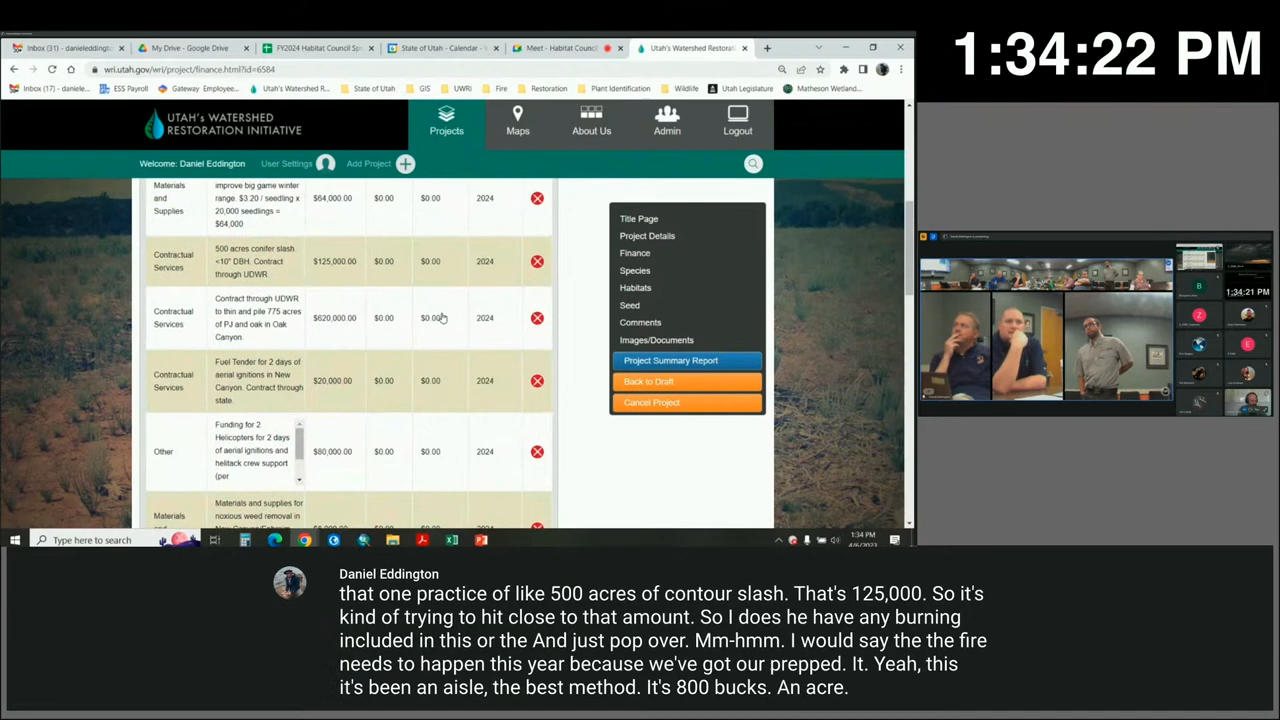 1:34:22 PM
Inbox (31) - danieleddingto
My Drive - Google Drive
FY2024 Habitat Council Sp
State of Utah - Calendar - V
Meet - Habitat Council
Utah's Watershed Restorati
wri.utah.gov/wri/project/finance.html?id=6584
Inbox (17) - daniele...
ESS Payroll
Gateway Employee...
Utah's Watershed R...
State of Utah
GIS
UWRI
Fire
Restoration
Plant Identification
Wildlife
Utah Legislature
Matheson Wetland...
UTAH's WATERSHED
RESTORATION INITIATIVE
Projects
Maps
About Us
Admin
Logout
Welcome: Daniel Eddington
User Settings
Add Project
Materials
and
Supplies
improve big game winter
range. $3.20 / seedling x
20,000 seedlings =
$64,000
$64,000.00
$0.00
$0.00
2024
Contractual
Services
500 acres conifer slash
<10" DBH. Contract
through UDWR.
$125,000.00
$0.00
$0.00
2024
Contractual
Services
Contract through UDWR
to thin and pile 775 acres
of PJ and oak in Oak
Canyon.
$620,000.00
$0.00
$0.00
2024
Contractual
Services
Fuel Tender for 2 days of
aerial ignitions in New
Canyon. Contract through
state.
$20,000.00
$0.00
$0.00
2024
Other
Funding for 2
Helicopters for 2 days
of aerial ignitions and
helitack crew support
(per
$80,000.00
$0.00
$0.00
2024
Materials
and
Materials and supplies for
noxious weed removal in
Title Page
Project Details
Finance
Species
Habitats
Seed
Comments
Images/Documents
Project Summary Report
Back to Draft
Cancel Project
1:34:21 PM
Type here to search
1:34 PM
4/6/2023
Daniel Eddington
that one practice of like 500 acres of contour slash. That's 125,000. So it's
kind of trying to hit close to that amount. So I does he have any burning
included in this or the And just pop over. Mm-hmm. I would say the the fire
needs to happen this year because we've got our prepped. It. Yeah, this
it's been an aisle, the best method. It's 800 bucks. An acre.